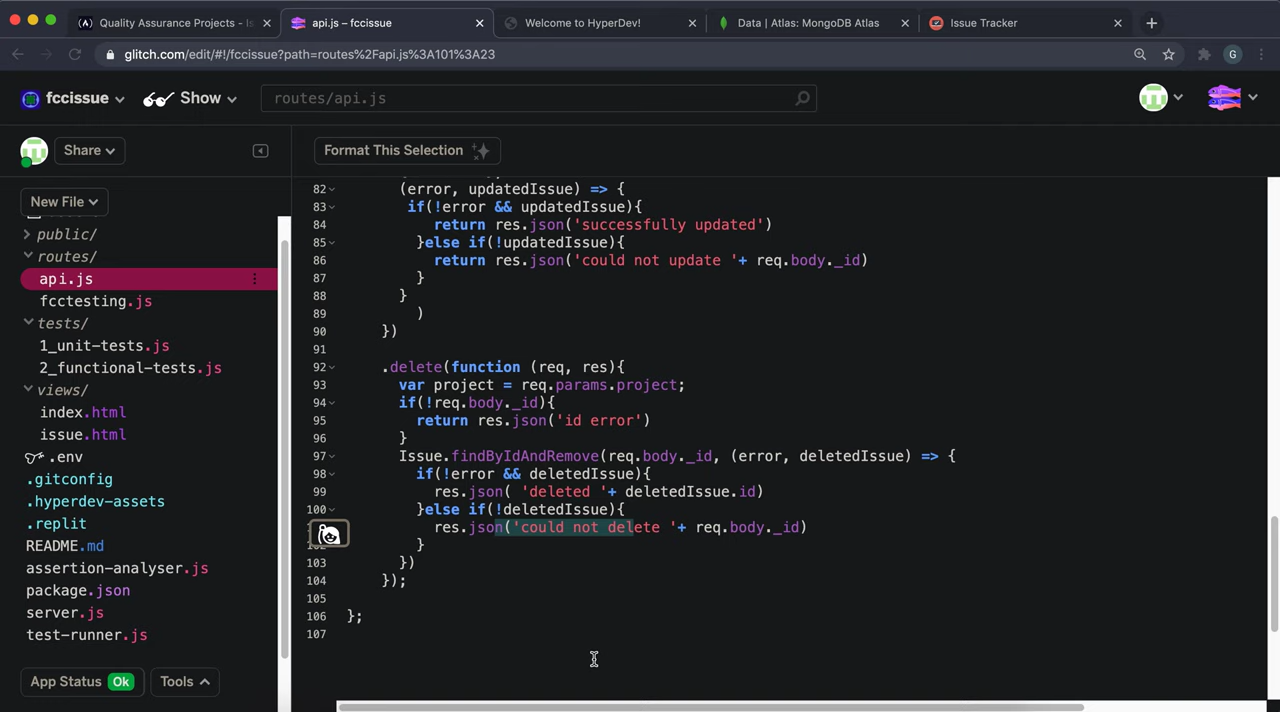 Quality Assurance Projects - Is
api.js – fccissue
Welcome to HyperDev!
Data | Atlas: MongoDB Atlas
Issue Tracker
glitch.com/edit/#!/fccissue?path=routes%2Fapi.js%3A101%3A23
G
fccissue
Show
routes/api.js
Share
Format This Selection
New File
public/
routes/
api.js
fcctesting.js
tests/
1_unit-tests.js
2_functional-tests.js
views/
index.html
issue.html
.env
.gitconfig
.hyperdev-assets
.replit
README.md
assertion-analyser.js
package.json
server.js
test-runner.js
App Status Ok
Tools
82 (error, updatedIssue) => {
83 if(!error && updatedIssue){
84 return res.json('successfully updated')
85 }else if(!updatedIssue){
86 return res.json('could not update '+ req.body._id)
87 }
88 }
89 )
90 })
91
92 .delete(function (req, res){
93 var project = req.params.project;
94 if(!req.body._id){
95 return res.json('id error')
96 }
97 Issue.findByIdAndRemove(req.body._id, (error, deletedIssue) => {
98 if(!error && deletedIssue){
99 res.json( 'deleted '+ deletedIssue.id)
100 }else if(!deletedIssue){
res.json('could not delete '+ req.body._id)
}
103 })
104 });
105
106 };
107